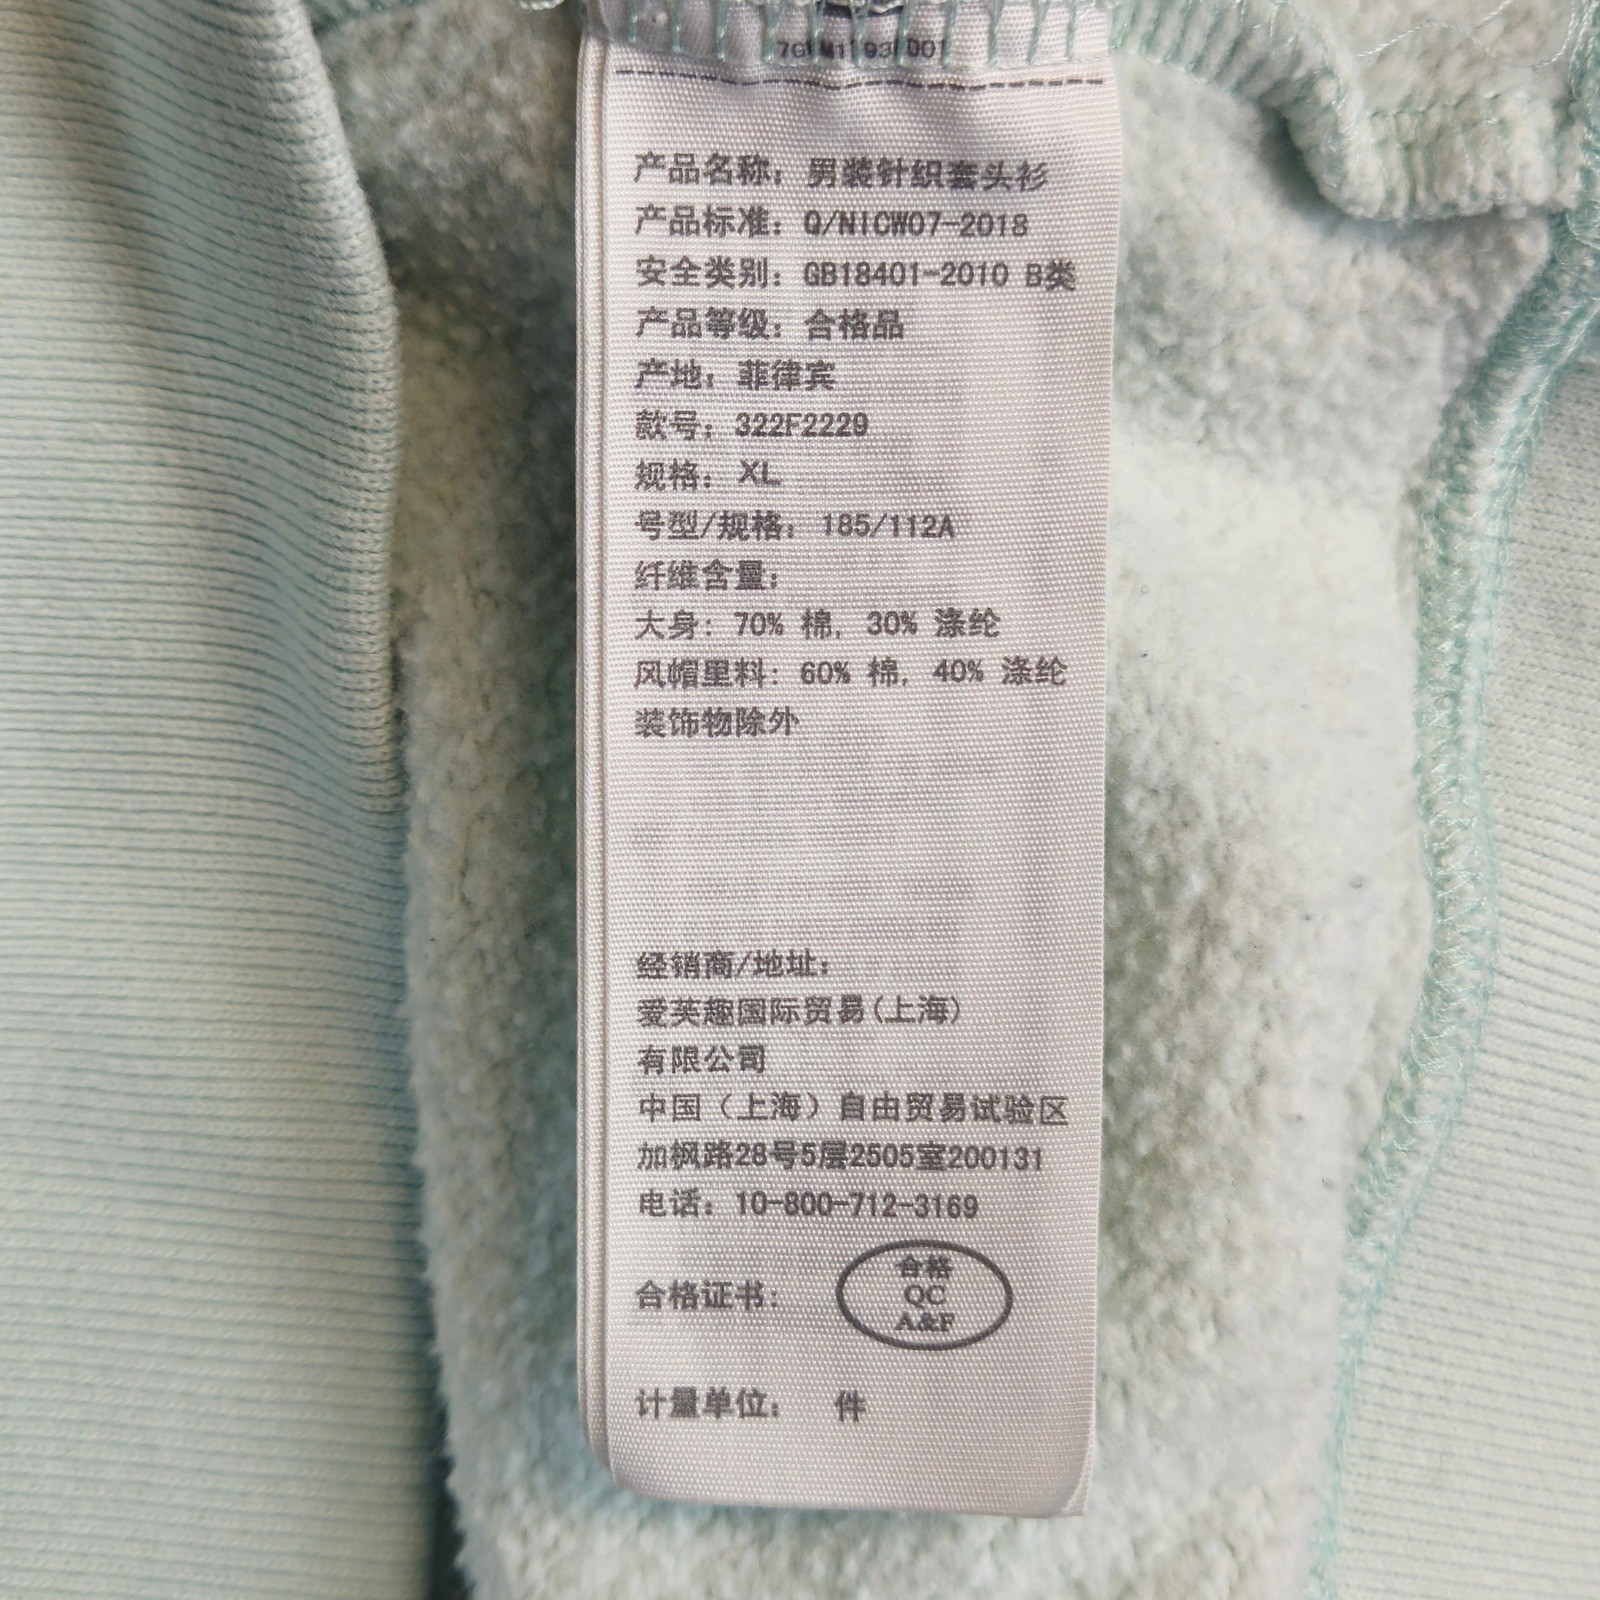 产品名称：男装针织套头衫
产品标准：Q/NICW07-2018
安全类别：GB18401-2010 B类
产品等级：合格品
产地：菲律宾
款号：322F2229
规格：XL
号型/规格：185/112A
纤维含量：
大身：70% 棉，30% 涤纶
风帽里料：60% 棉，40% 涤纶
装饰物除外
经销商/地址：
爱芙趣国际贸易(上海)
有限公司
中国（上海）自由贸易试验区
加枫路28号5层2505室200131
电话：10-800-712-3169
合格
QC
A&F
合格证书：
计量单位： 件